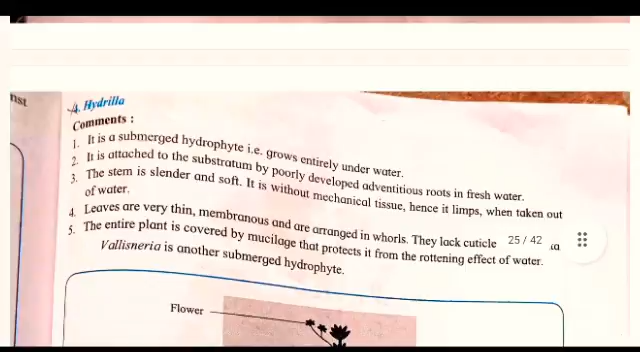 nst
4. Hydrilla
Comments :
1. It is a submerged hydrophyte i.e. grows entirely under water.
2. It is attached to the substratum by poorly developed adventitious roots in fresh water.
3. The stem is slender and soft. It is without mechanical tissue, hence it limps, when taken out
of water.
4. Leaves are very thin, membranous and are arranged in whorls. They lack cuticle
25 / 42
5. The entire plant is covered by mucilage that protects it from the rottening effect of water.
Vallisneria is another submerged hydrophyte.
Flower